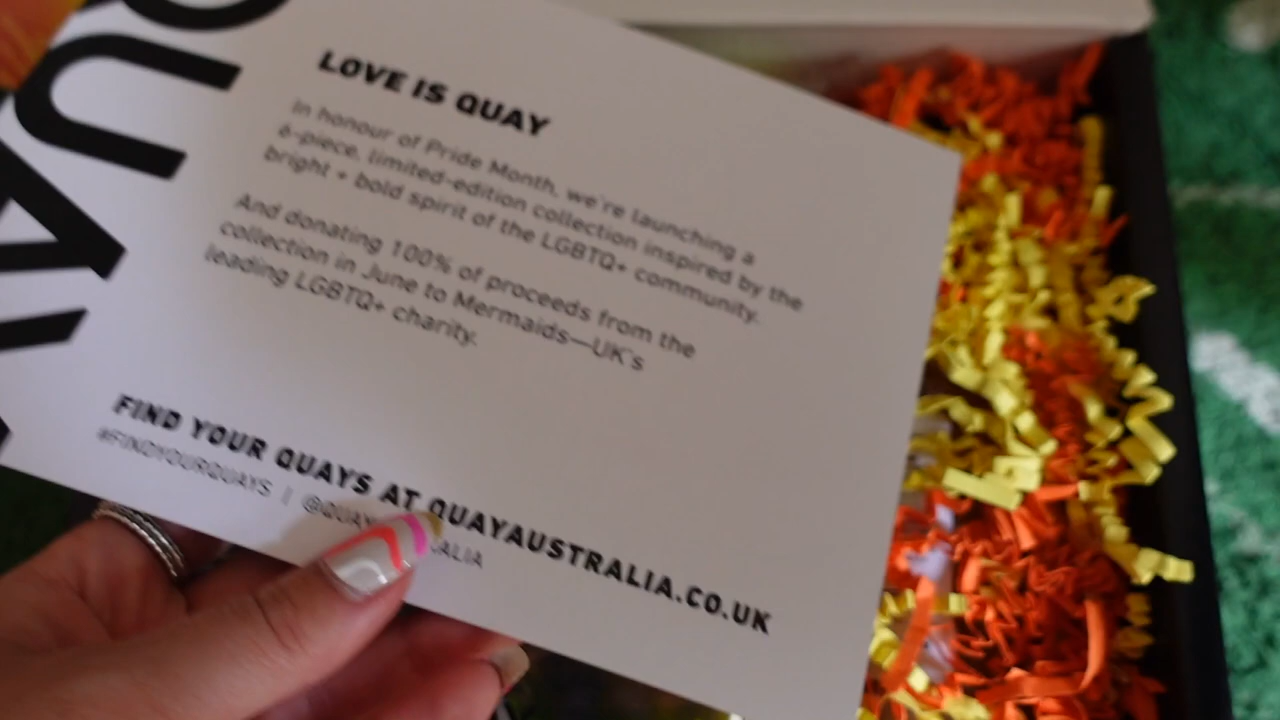 QUAY
LOVE IS QUAY
In honour of Pride Month, we're launching a
6-piece, limited-edition collection inspired by the
bright + bold spirit of the LGBTQ+ community.
And donating 100% of proceeds from the
collection in June to Mermaids—UK's
leading LGBTQ+ charity.
FIND YOUR QUAYS AT QUAYAUSTRALIA.CO.UK
#FINDYOURQUAYS |